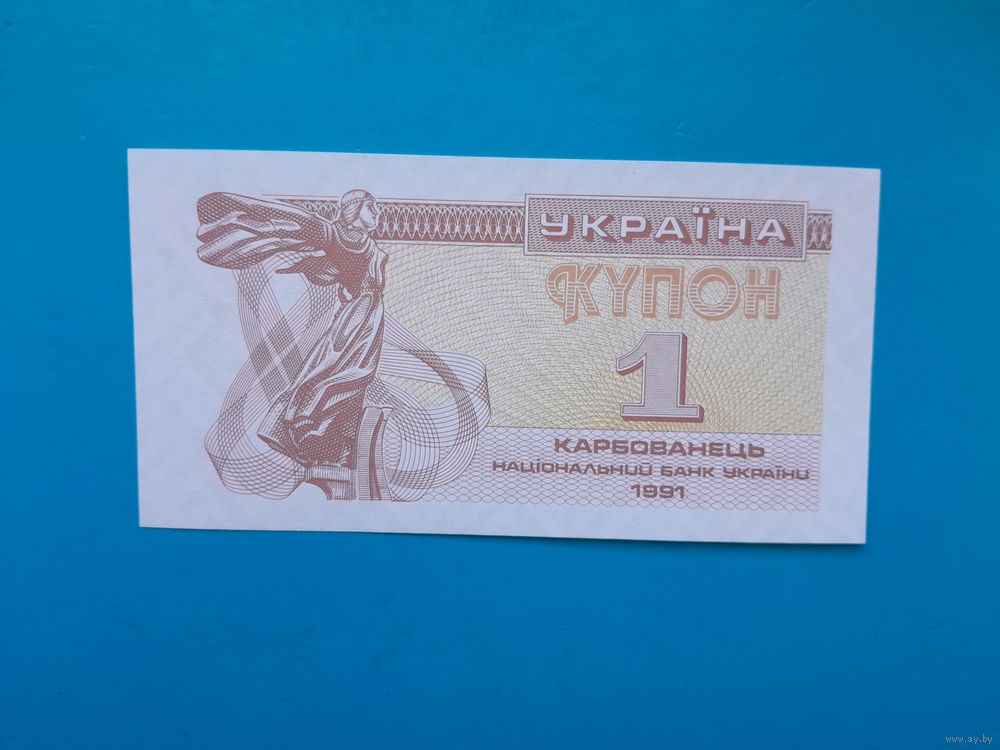 УКРАЇНА
КУПОН
1
КАРБОВАНЕЦЬ
НАЦІОНАЛЬНИЙ БАНК УКРАЇНИ
1991
www.ay.by